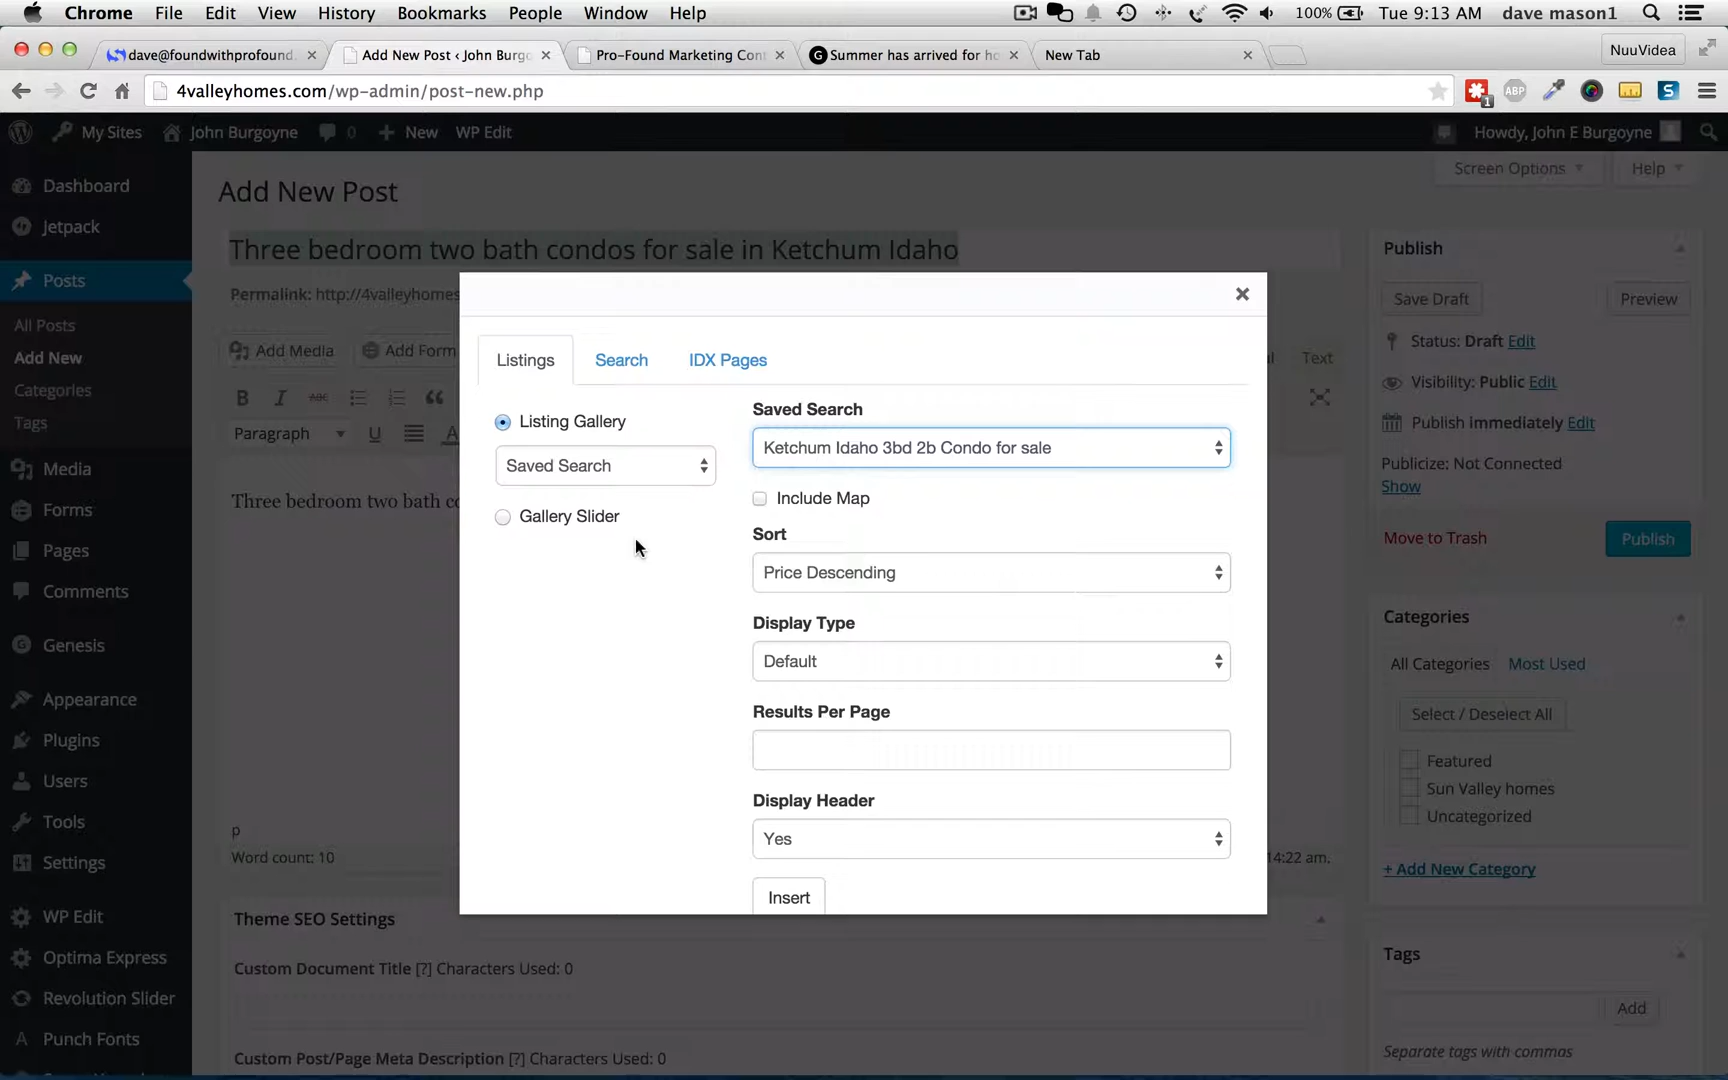 Chrome File Edit View History Bookmarks People Window Help 100% Tue 9:13 AM dave mason1
dave@foundwithprofound. Add New Post ‹ John Burgo Pro-Found Marketing Cont Summer has arrived for ho New Tab NuuVidea
4valleyhomes.com/wp-admin/post-new.php ABP 1
My Sites John Burgoyne 0 New WP Edit Howdy, John E Burgoyne
Screen Options Help
Dashboard
Jetpack
Posts
All Posts
Add New
Categories
Tags
Media
Forms
Pages
Comments
Genesis
Appearance
Plugins
Users
Tools
Settings
WP Edit
Optima Express
Revolution Slider
Punch Fonts
Add New Post
Three bedroom two bath condos for sale in Ketchum Idaho
Permalink: http://4valleyhomes
Add Media Add Form Text
B I ABC
Paragraph U A
Three bedroom two bath co
p
Word count: 10 14:22 am.
Theme SEO Settings
Custom Document Title [?] Characters Used: 0
Custom Post/Page Meta Description [?] Characters Used: 0
Listings Search IDX Pages
Listing Gallery
Saved Search
Gallery Slider
Saved Search
Ketchum Idaho 3bd 2b Condo for sale
Include Map
Sort
Price Descending
Display Type
Default
Results Per Page
Display Header
Yes
Insert
Publish
Save Draft Preview
Status: Draft Edit
Visibility: Public Edit
Publish immediately Edit
Publicize: Not Connected
Show
Move to Trash Publish
Categories
All Categories Most Used
Select / Deselect All
Featured
Sun Valley homes
Uncategorized
+ Add New Category
Tags
Add
Separate tags with commas